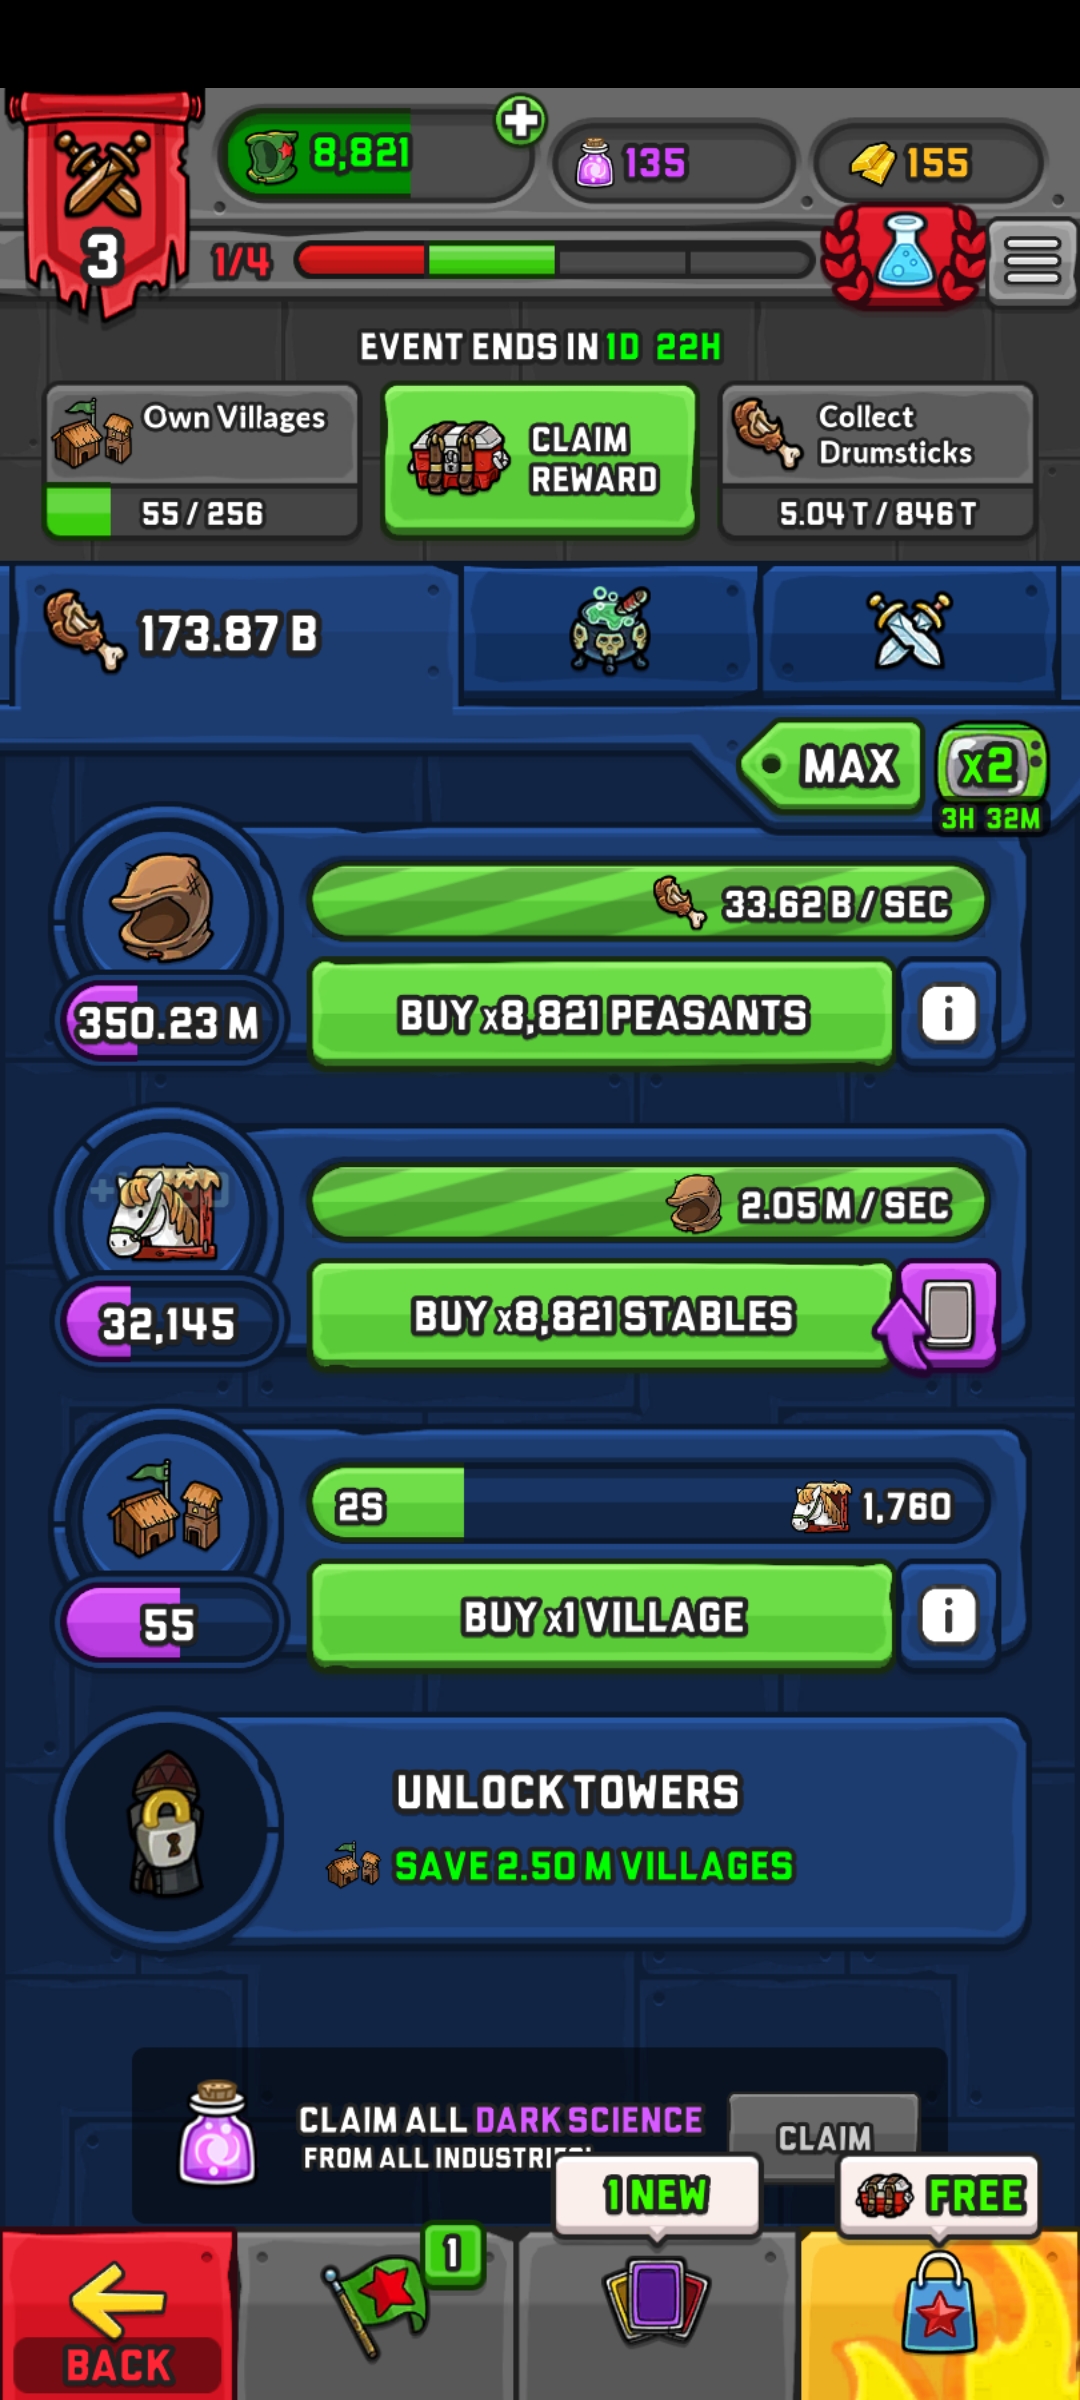 8,821
135
155
3
1/4
EVENT ENDS IN 1D 22H
Own Villages
55 / 256
CLAIM
REWARD
Collect
Drumsticks
5.04 T / 846 T
173.87 B
MAX
x2
3H 32M
33.62 B / SEC
350.23 M
BUY x8,821 PEASANTS
i
2.05 M / SEC
32,145
BUY x8,821 STABLES
2S
1,760
55
BUY x1 VILLAGE
i
UNLOCK TOWERS
SAVE 2.50 M VILLAGES
CLAIM ALL DARK SCIENCE
FROM ALL INDUSTRIES!
CLAIM
1 NEW
FREE
1
BACK